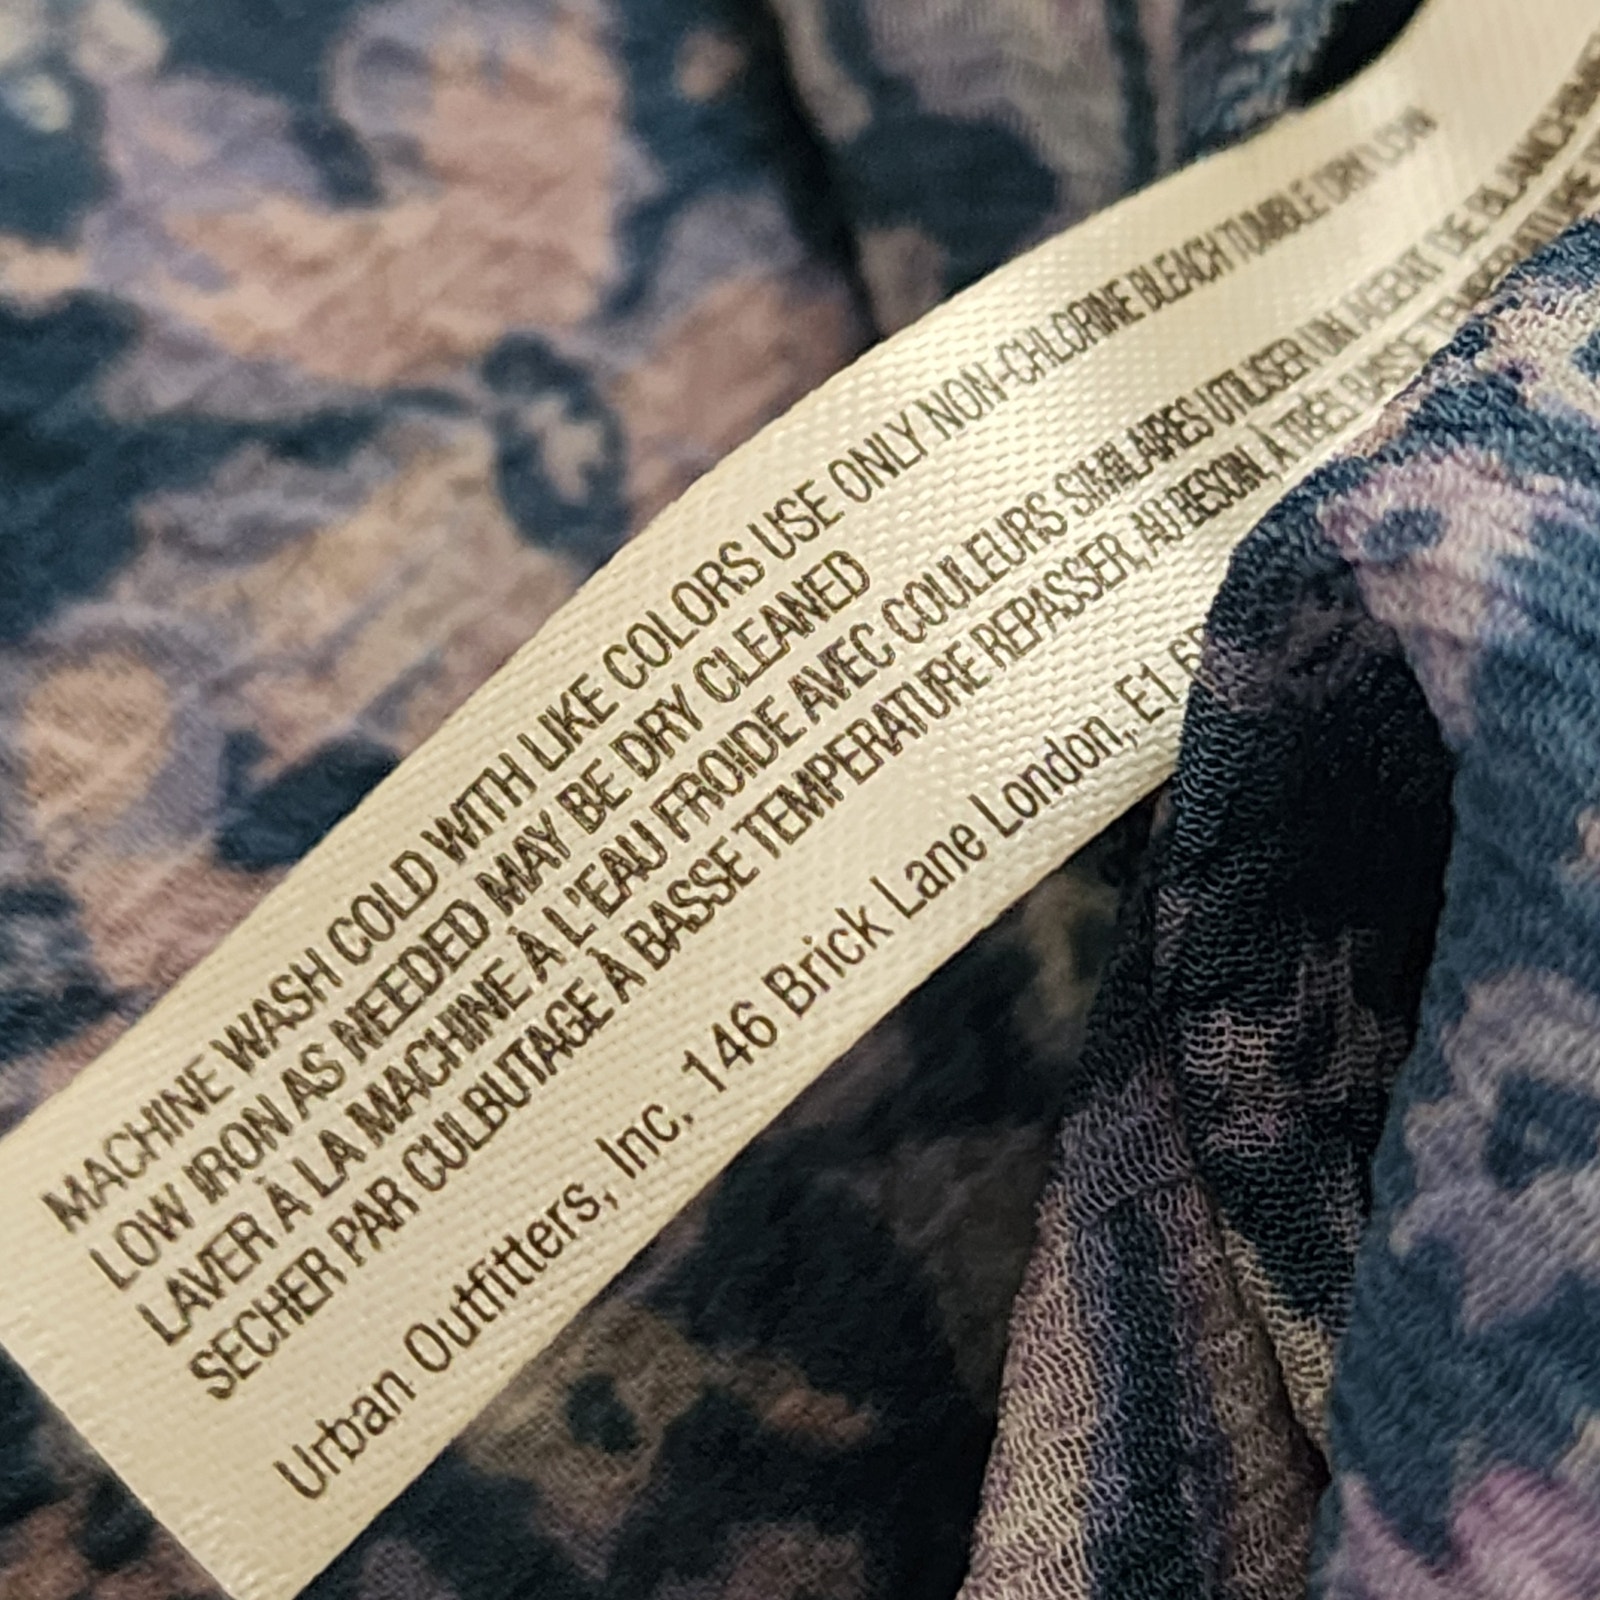 MACHINE WASH COLD WITH LIKE COLORS USE ONLY NON-CHLORINE BLEACH TUMBLE DRY LOW
LOW IRON AS NEEDED MAY BE DRY CLEANED
LAVER À LA MACHINE À L'EAU FROIDE AVEC COULEURS SIMILAIRES UTILISER UN AGENT DE BLANCHIMENT
SECHER PAR CULBUTAGE À BASSE TEMPERATURE REPASSER, AU BESOIN, À TRÈS BASSE TEMPERATURE
Urban Outfitters, Inc. 146 Brick Lane London, E1